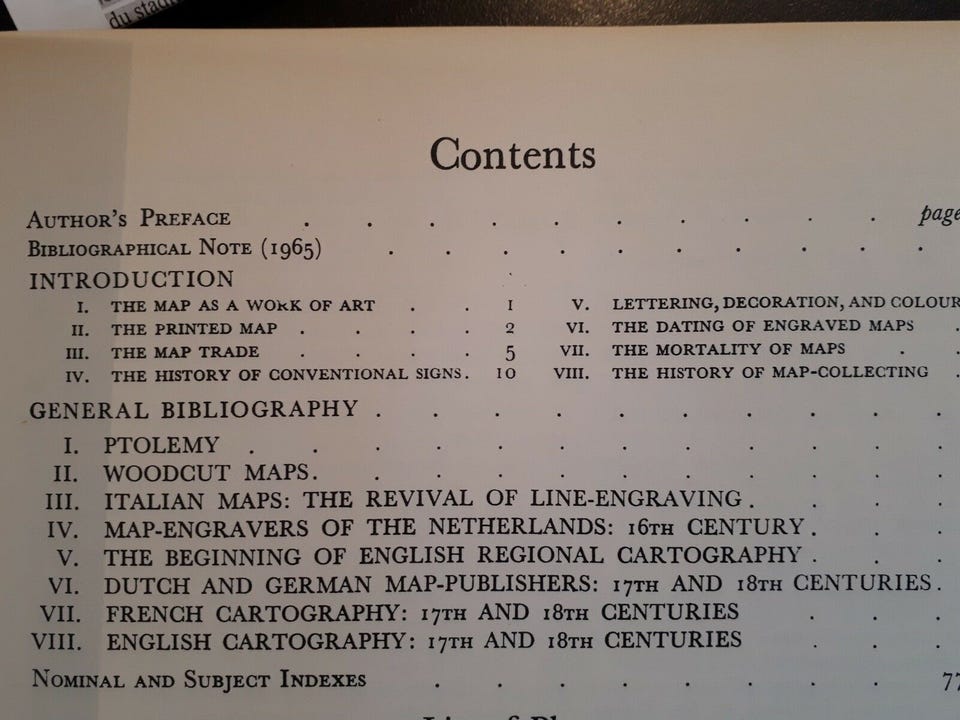 du stad
Contents
AUTHOR'S PREFACE . . . . . . . . . . page
BIBLIOGRAPHICAL NOTE (1965) . . . . . . . . .
INTRODUCTION
I. THE MAP AS A WORK OF ART . . 1 V. LETTERING, DECORATION, AND COLOUR
II. THE PRINTED MAP . . . . 2 VI. THE DATING OF ENGRAVED MAPS .
III. THE MAP TRADE . . . . 5 VII. THE MORTALITY OF MAPS . .
IV. THE HISTORY OF CONVENTIONAL SIGNS. 10 VIII. THE HISTORY OF MAP-COLLECTING .
GENERAL BIBLIOGRAPHY . . . . . . . . . .
I. PTOLEMY . . . . . . . . . . . .
II. WOODCUT MAPS. . . . . . . . . . .
III. ITALIAN MAPS: THE REVIVAL OF LINE-ENGRAVING . . . .
IV. MAP-ENGRAVERS OF THE NETHERLANDS: 16TH CENTURY . . .
V. THE BEGINNING OF ENGLISH REGIONAL CARTOGRAPHY . . .
VI. DUTCH AND GERMAN MAP-PUBLISHERS: 17TH AND 18TH CENTURIES .
VII. FRENCH CARTOGRAPHY: 17TH AND 18TH CENTURIES . . .
VIII. ENGLISH CARTOGRAPHY: 17TH AND 18TH CENTURIES . . .
NOMINAL AND SUBJECT INDEXES . . . . . . . . 77